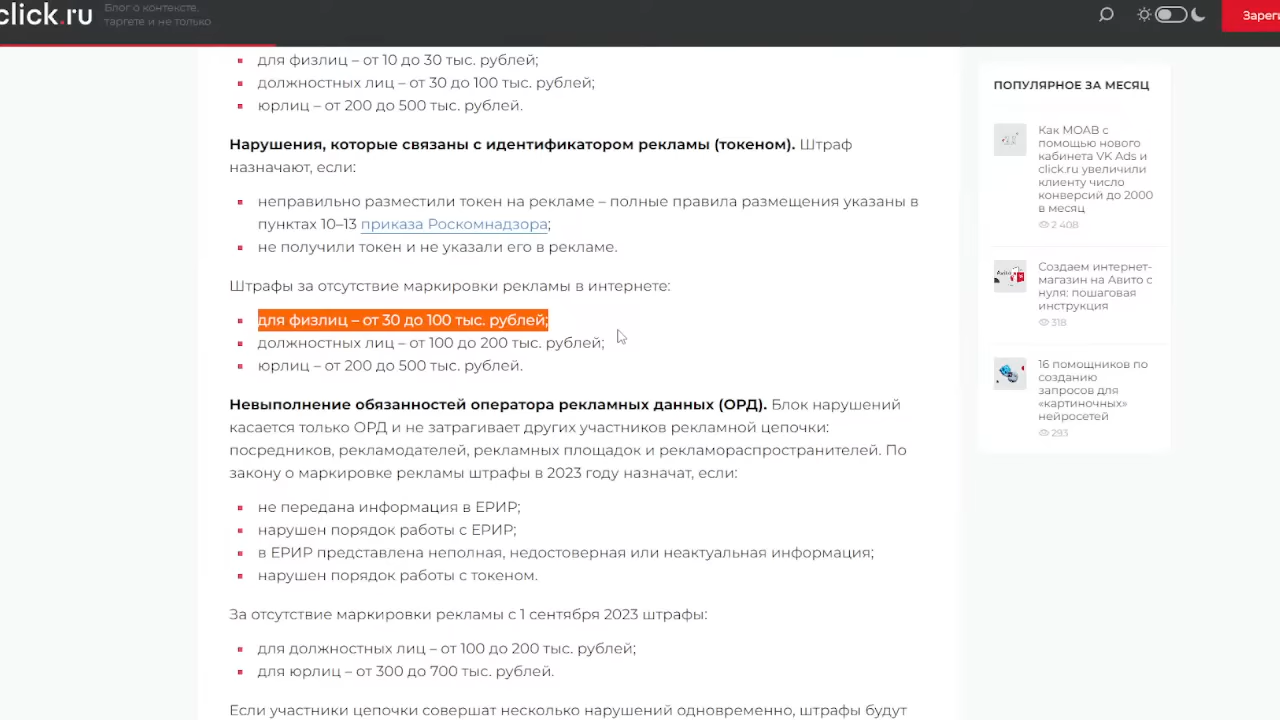 click.ru
Блог о контексте,
таргете и не только
Зареги
для физлиц – от 10 до 30 тыс. рублей;
должностных лиц – от 30 до 100 тыс. рублей;
юрлиц – от 200 до 500 тыс. рублей.
Нарушения, которые связаны с идентификатором рекламы (токеном). Штраф
назначают, если:
неправильно разместили токен на рекламе – полные правила размещения указаны в
пунктах 10–13 приказа Роскомнадзора;
не получили токен и не указали его в рекламе.
Штрафы за отсутствие маркировки рекламы в интернете:
для физлиц – от 30 до 100 тыс. рублей;
должностных лиц – от 100 до 200 тыс. рублей;
юрлиц – от 200 до 500 тыс. рублей.
Невыполнение обязанностей оператора рекламных данных (ОРД). Блок нарушений
касается только ОРД и не затрагивает других участников рекламной цепочки:
посредников, рекламодателей, рекламных площадок и рекламораспространителей. По
закону о маркировке рекламы штрафы в 2023 году назначат, если:
не передана информация в ЕРИР;
нарушен порядок работы с ЕРИР;
в ЕРИР представлена неполная, недостоверная или неактуальная информация;
нарушен порядок работы с токеном.
За отсутствие маркировки рекламы с 1 сентября 2023 штрафы:
для должностных лиц – от 100 до 200 тыс. рублей;
для юрлиц – от 300 до 700 тыс. рублей.
Если участники цепочки совершат несколько нарушений одновременно, штрафы будут
ПОПУЛЯРНОЕ ЗА МЕСЯЦ
Как МОАВ с
помощью нового
кабинета VK Ads и
click.ru увеличили
клиенту число
конверсий до 2000
в месяц
2 408
Создаем интернет-
магазин на Авито с
нуля: пошаговая
инструкция
318
16 помощников по
созданию
запросов для
«картиночных»
нейросетей
293